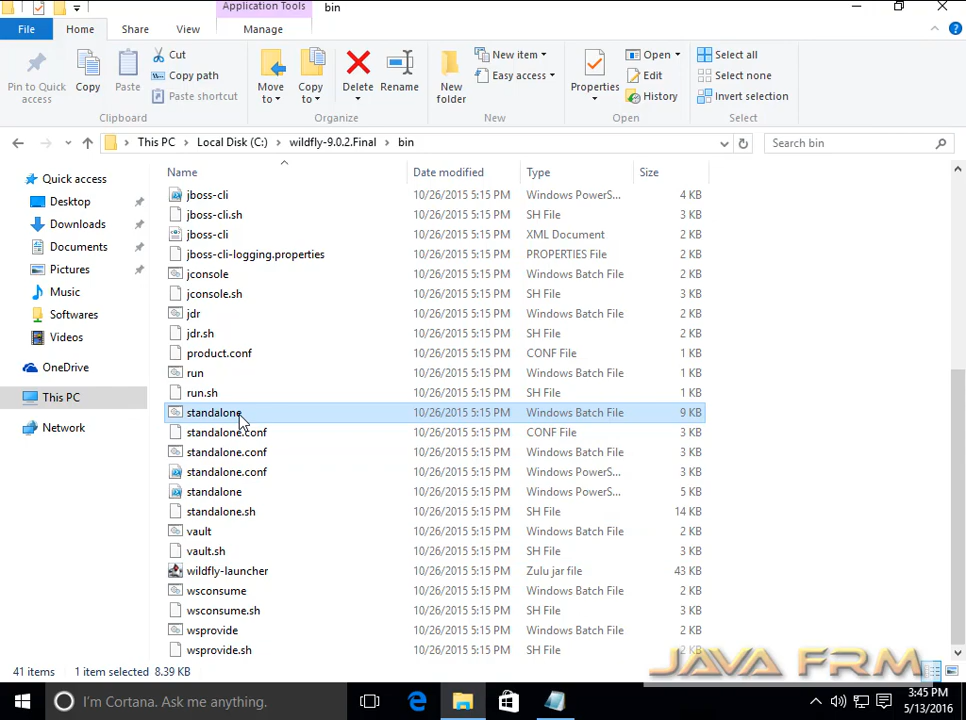 Application Tools
bin
File
Home
Share
View
Manage
Pin to Quick access
Copy
Paste
Cut
Copy path
Paste shortcut
Clipboard
Move to
Copy to
Delete
Rename
Organize
New folder
New item
Easy access
New
Properties
Open
Edit
History
Open
Select all
Select none
Invert selection
Select
This PC > Local Disk (C:) > wildfly-9.0.2.Final > bin
Search bin
Quick access
Desktop
Downloads
Documents
Pictures
Music
Softwares
Videos
OneDrive
This PC
Network
Name Date modified Type Size
jboss-cli 10/26/2015 5:15 PM Windows PowerS... 4 KB
jboss-cli.sh 10/26/2015 5:15 PM SH File 3 KB
jboss-cli 10/26/2015 5:15 PM XML Document 2 KB
jboss-cli-logging.properties 10/26/2015 5:15 PM PROPERTIES File 2 KB
jconsole 10/26/2015 5:15 PM Windows Batch File 2 KB
jconsole.sh 10/26/2015 5:15 PM SH File 3 KB
jdr 10/26/2015 5:15 PM Windows Batch File 2 KB
jdr.sh 10/26/2015 5:15 PM SH File 2 KB
product.conf 10/26/2015 5:15 PM CONF File 1 KB
run 10/26/2015 5:15 PM Windows Batch File 1 KB
run.sh 10/26/2015 5:15 PM SH File 1 KB
standalone 10/26/2015 5:15 PM Windows Batch File 9 KB
standalone.conf 10/26/2015 5:15 PM CONF File 3 KB
standalone.conf 10/26/2015 5:15 PM Windows Batch File 3 KB
standalone.conf 10/26/2015 5:15 PM Windows PowerS... 3 KB
standalone 10/26/2015 5:15 PM Windows PowerS... 5 KB
standalone.sh 10/26/2015 5:15 PM SH File 14 KB
vault 10/26/2015 5:15 PM Windows Batch File 2 KB
vault.sh 10/26/2015 5:15 PM SH File 3 KB
wildfly-launcher 10/26/2015 5:15 PM Zulu jar file 43 KB
wsconsume 10/26/2015 5:15 PM Windows Batch File 2 KB
wsconsume.sh 10/26/2015 5:15 PM SH File 3 KB
wsprovide 10/26/2015 5:15 PM Windows Batch File 2 KB
wsprovide.sh 10/26/2015 5:15 PM SH File 2 KB
41 items 1 item selected 8.39 KB
JAVA FRM
I'm Cortana. Ask me anything.
3:45 PM
5/13/2016